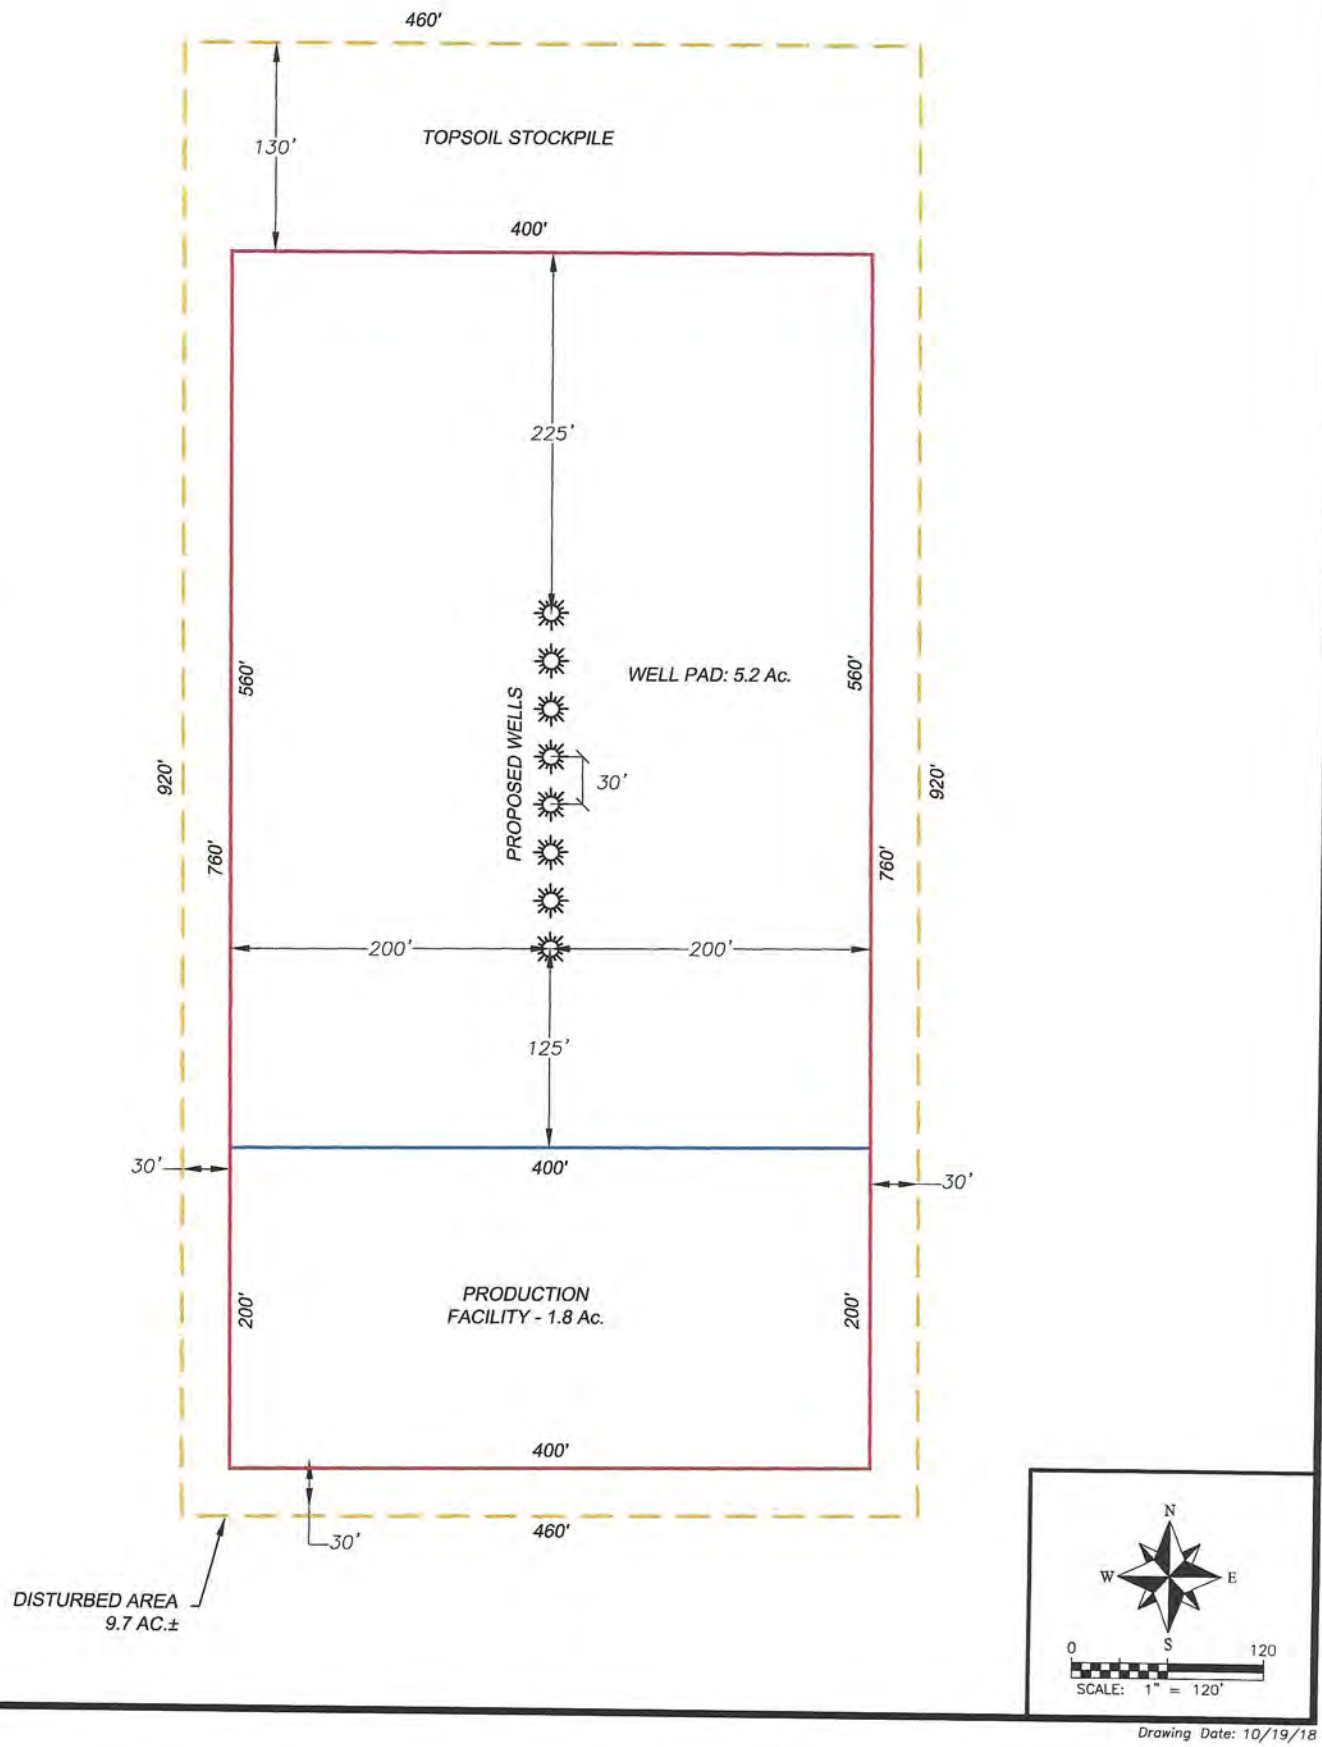 460'
130'
TOPSOIL STOCKPILE
400'
225'
560'
WELL PAD: 5.2 Ac.
560'
PROPOSED WELLS
920'
30'
920'
760'
760'
200'
200'
125'
30'
400'
30'
200'
PRODUCTION
FACILITY - 1.8 Ac.
200'
400'
30'
460'
DISTURBED AREA
9.7 AC.±
N
W
E
S
0
120
SCALE: 1" = 120'
Drawing Date: 10/19/18